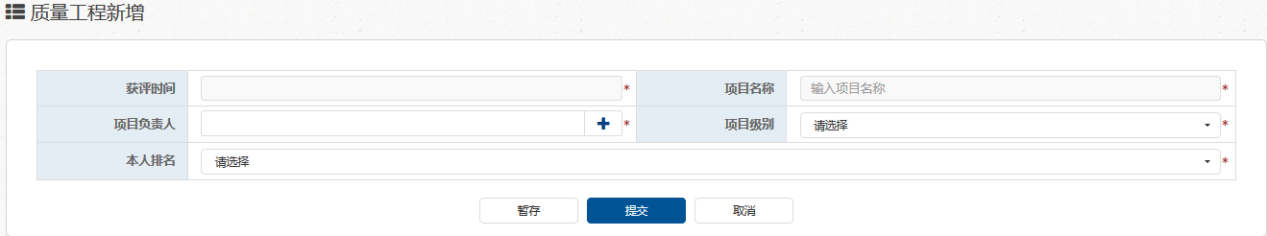 质量工程新增
获评时间 * 项目名称 输入项目名称 *
项目负责人 * 项目级别 请选择 *
本人排名 请选择 *
暂存 提交 取消